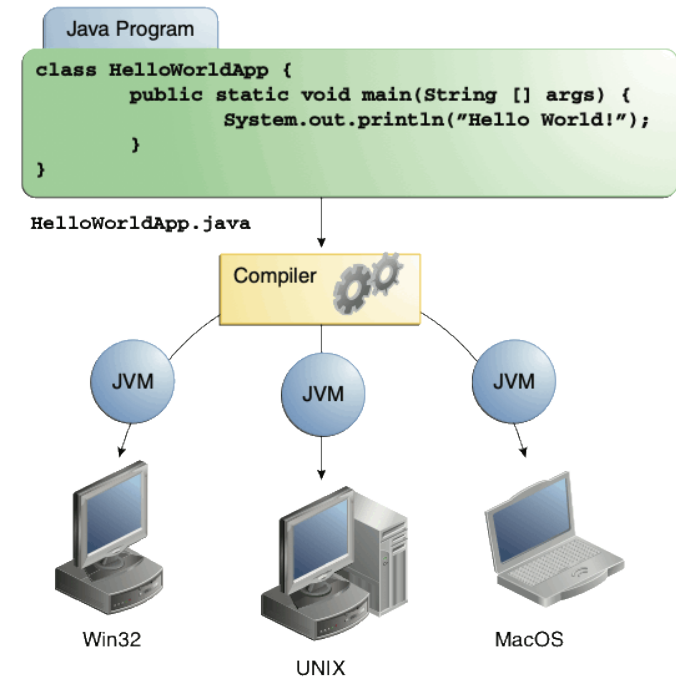 Java Program
class HelloWorldApp {
public static void main(String [] args) {
System.out.println(”Hello World!”);
}
}
HelloWorldApp.java
Compiler
JVM
JVM
JVM
Win32
UNIX
MacOS